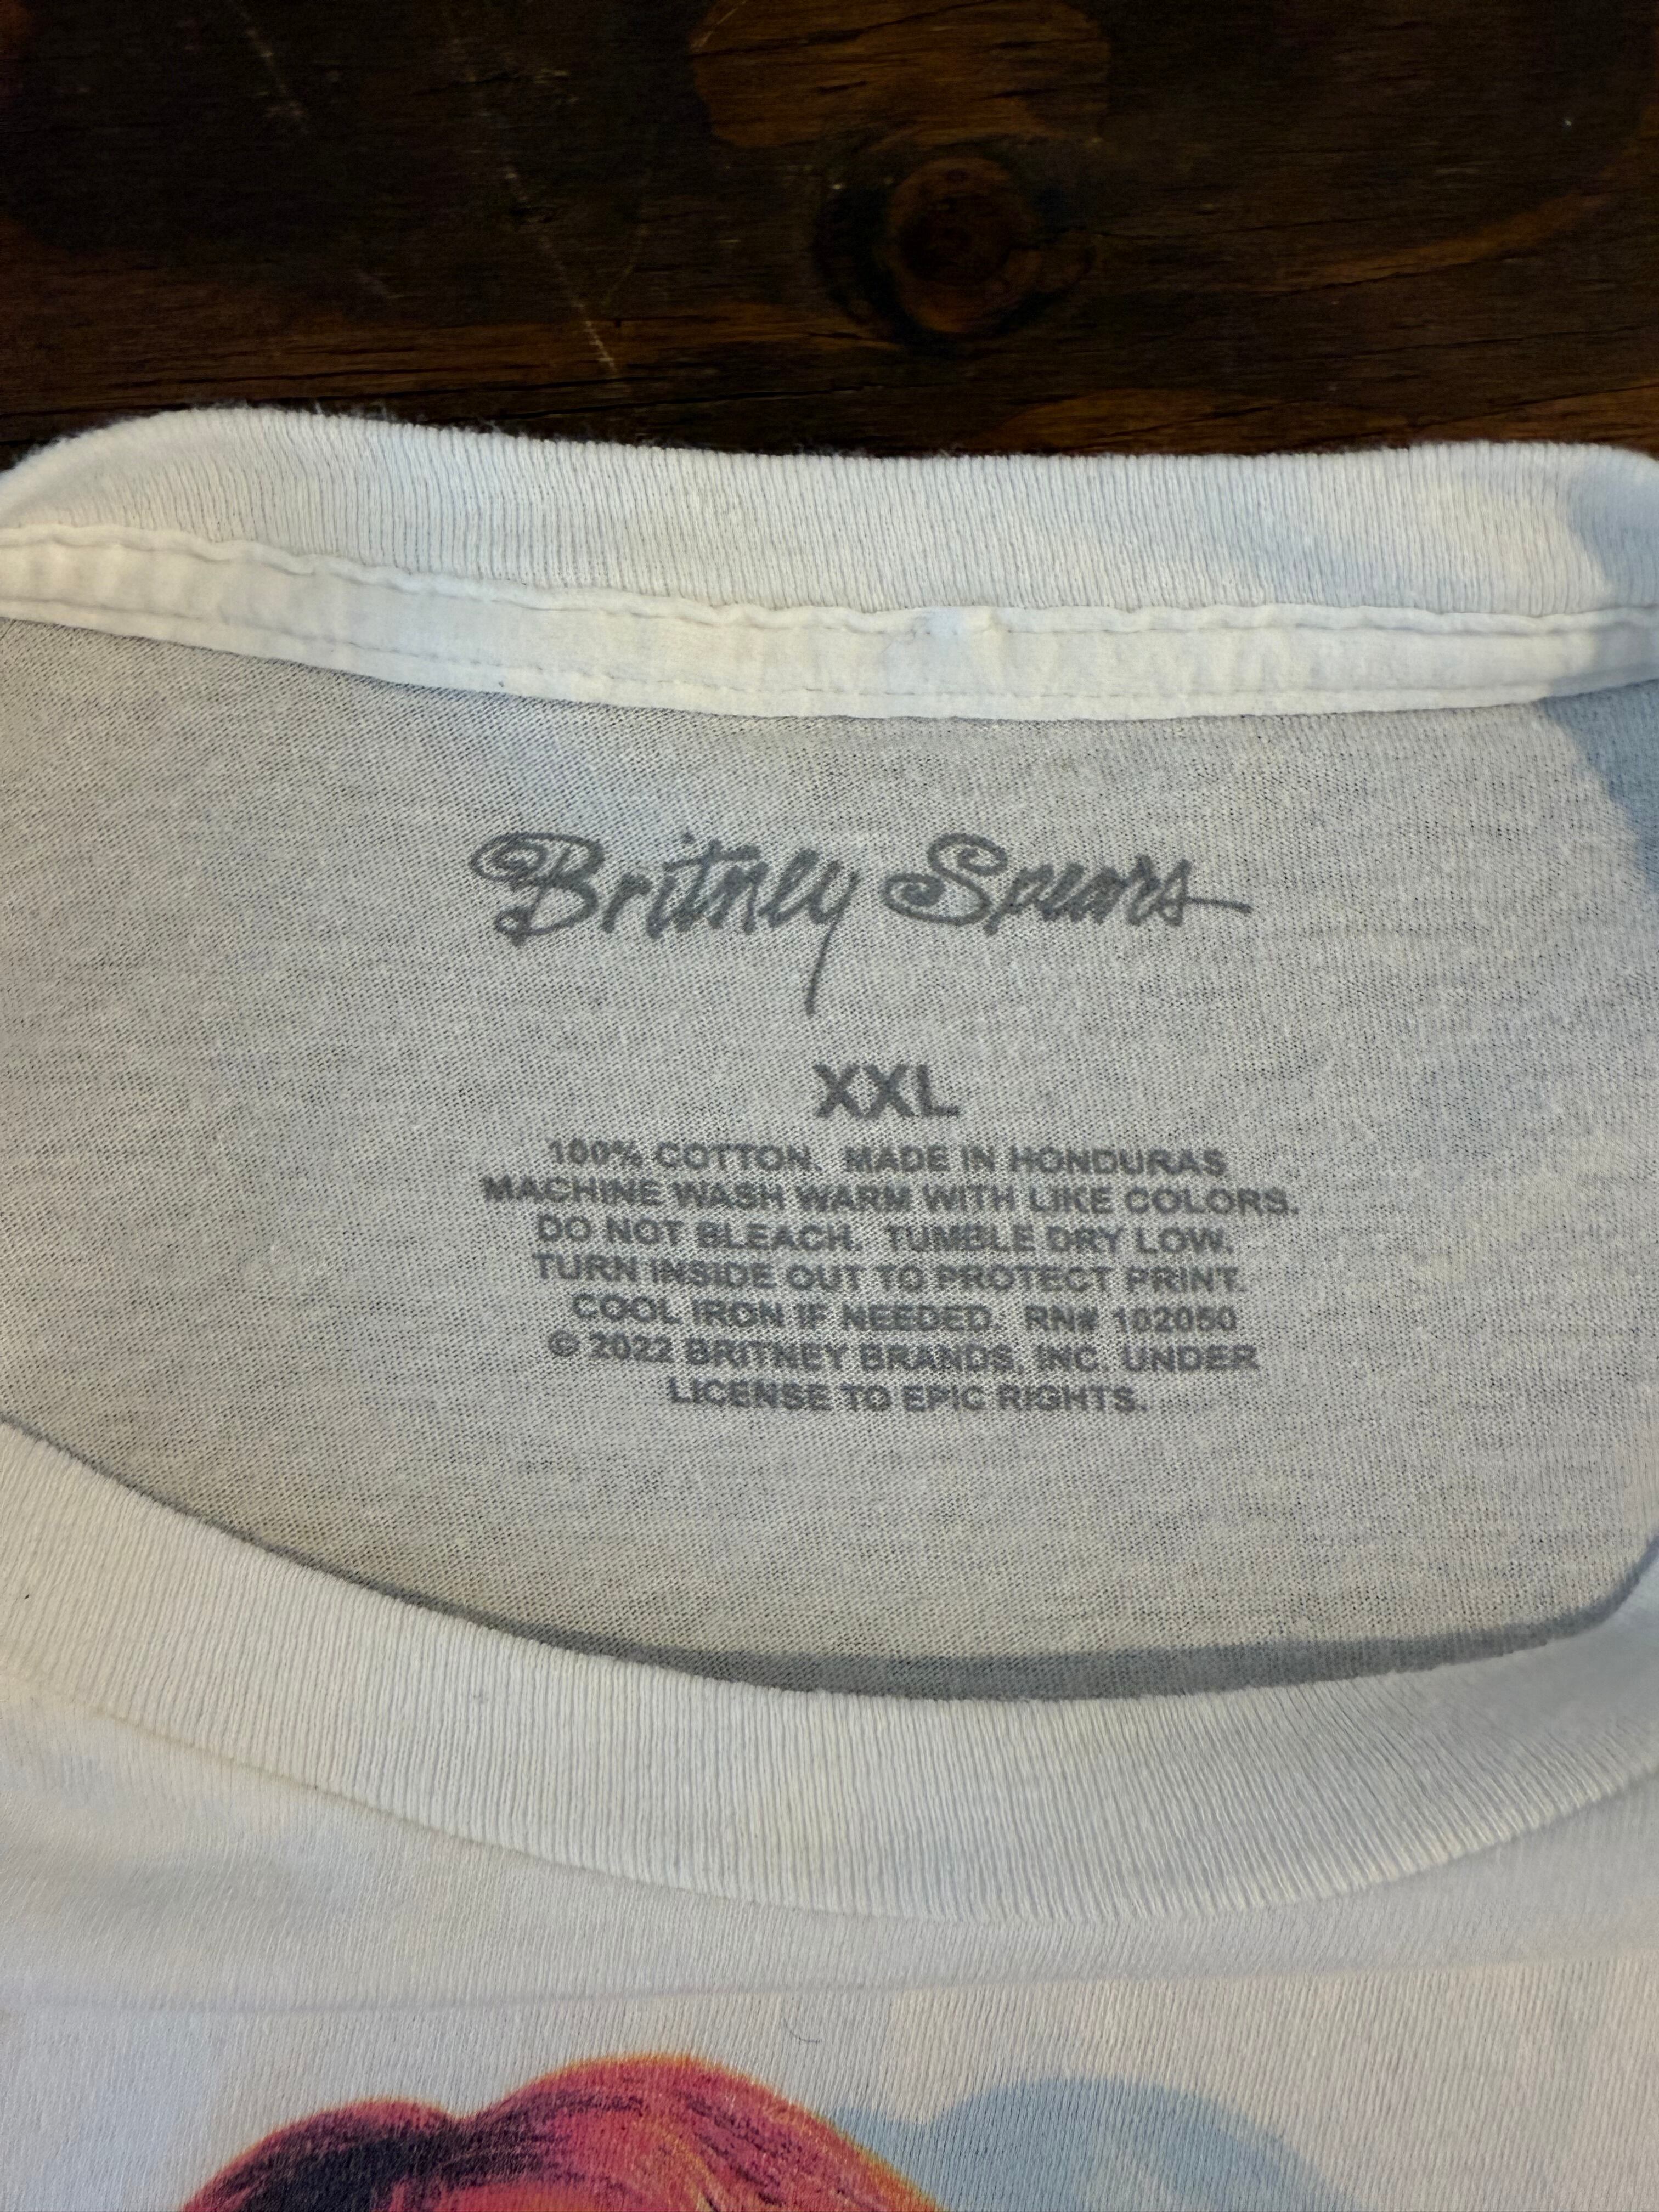 Britney Spears
XXL
100% COTTON. MADE IN HONDURAS
MACHINE WASH WARM WITH LIKE COLORS.
DO NOT BLEACH. TUMBLE DRY LOW.
TURN INSIDE OUT TO PROTECT PRINT.
COOL IRON IF NEEDED. RN# 102050
© 2022 BRITNEY BRANDS, INC. UNDER
LICENSE TO EPIC RIGHTS.